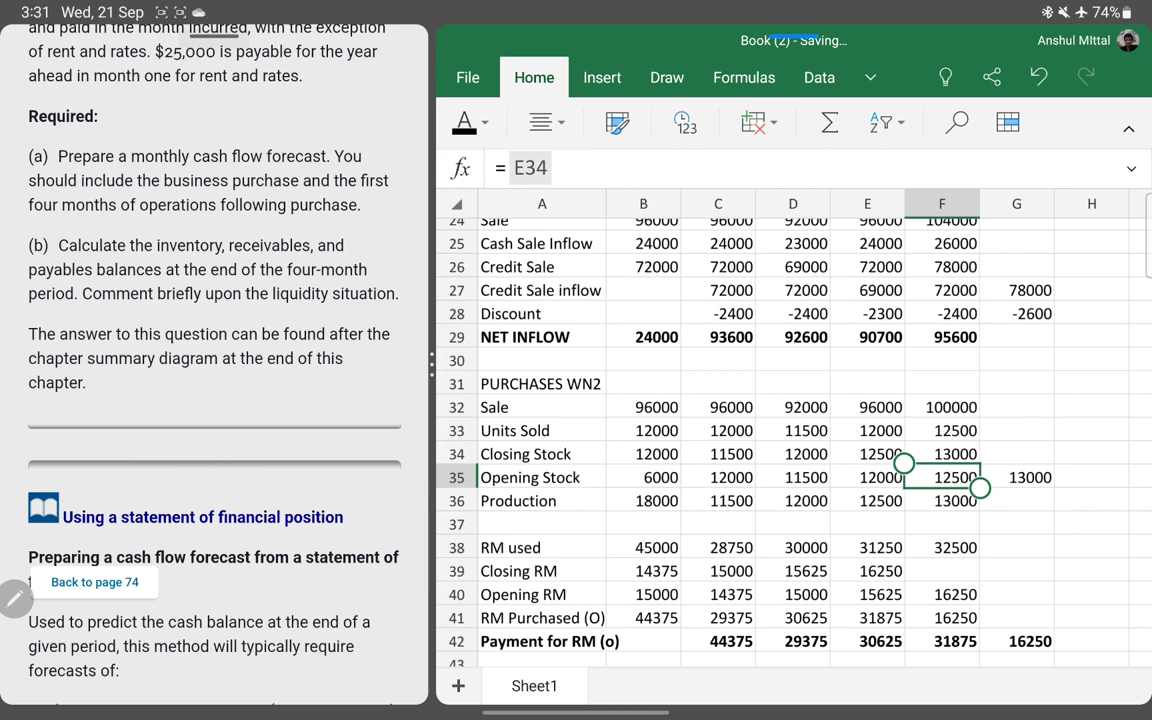 3:31 Wed, 21 Sep
74%
and paid in the month incurred, with the exception
of rent and rates. $25,000 is payable for the year
ahead in month one for rent and rates.
Required:
(a) Prepare a monthly cash flow forecast. You
should include the business purchase and the first
four months of operations following purchase.
(b) Calculate the inventory, receivables, and
payables balances at the end of the four-month
period. Comment briefly upon the liquidity situation.
The answer to this question can be found after the
chapter summary diagram at the end of this
chapter.
Using a statement of financial position
Preparing a cash flow forecast from a statement of
Back to page 74
Used to predict the cash balance at the end of a
given period, this method will typically require
forecasts of:
Book (2) - Saving...
Anshul MIttal
File Home Insert Draw Formulas Data
A 123 A Z
fx = E34
A B C D E F G H
24 Sale 96000 96000 92000 96000 104000
25 Cash Sale Inflow 24000 24000 23000 24000 26000
26 Credit Sale 72000 72000 69000 72000 78000
27 Credit Sale inflow 72000 72000 69000 72000 78000
28 Discount -2400 -2400 -2300 -2400 -2600
29 NET INFLOW 24000 93600 92600 90700 95600
30
31 PURCHASES WN2
32 Sale 96000 96000 92000 96000 100000
33 Units Sold 12000 12000 11500 12000 12500
34 Closing Stock 12000 11500 12000 12500 13000
35 Opening Stock 6000 12000 11500 12000 12500 13000
36 Production 18000 11500 12000 12500 13000
37
38 RM used 45000 28750 30000 31250 32500
39 Closing RM 14375 15000 15625 16250
40 Opening RM 15000 14375 15000 15625 16250
41 RM Purchased (O) 44375 29375 30625 31875 16250
42 Payment for RM (o) 44375 29375 30625 31875 16250
43
+ Sheet1